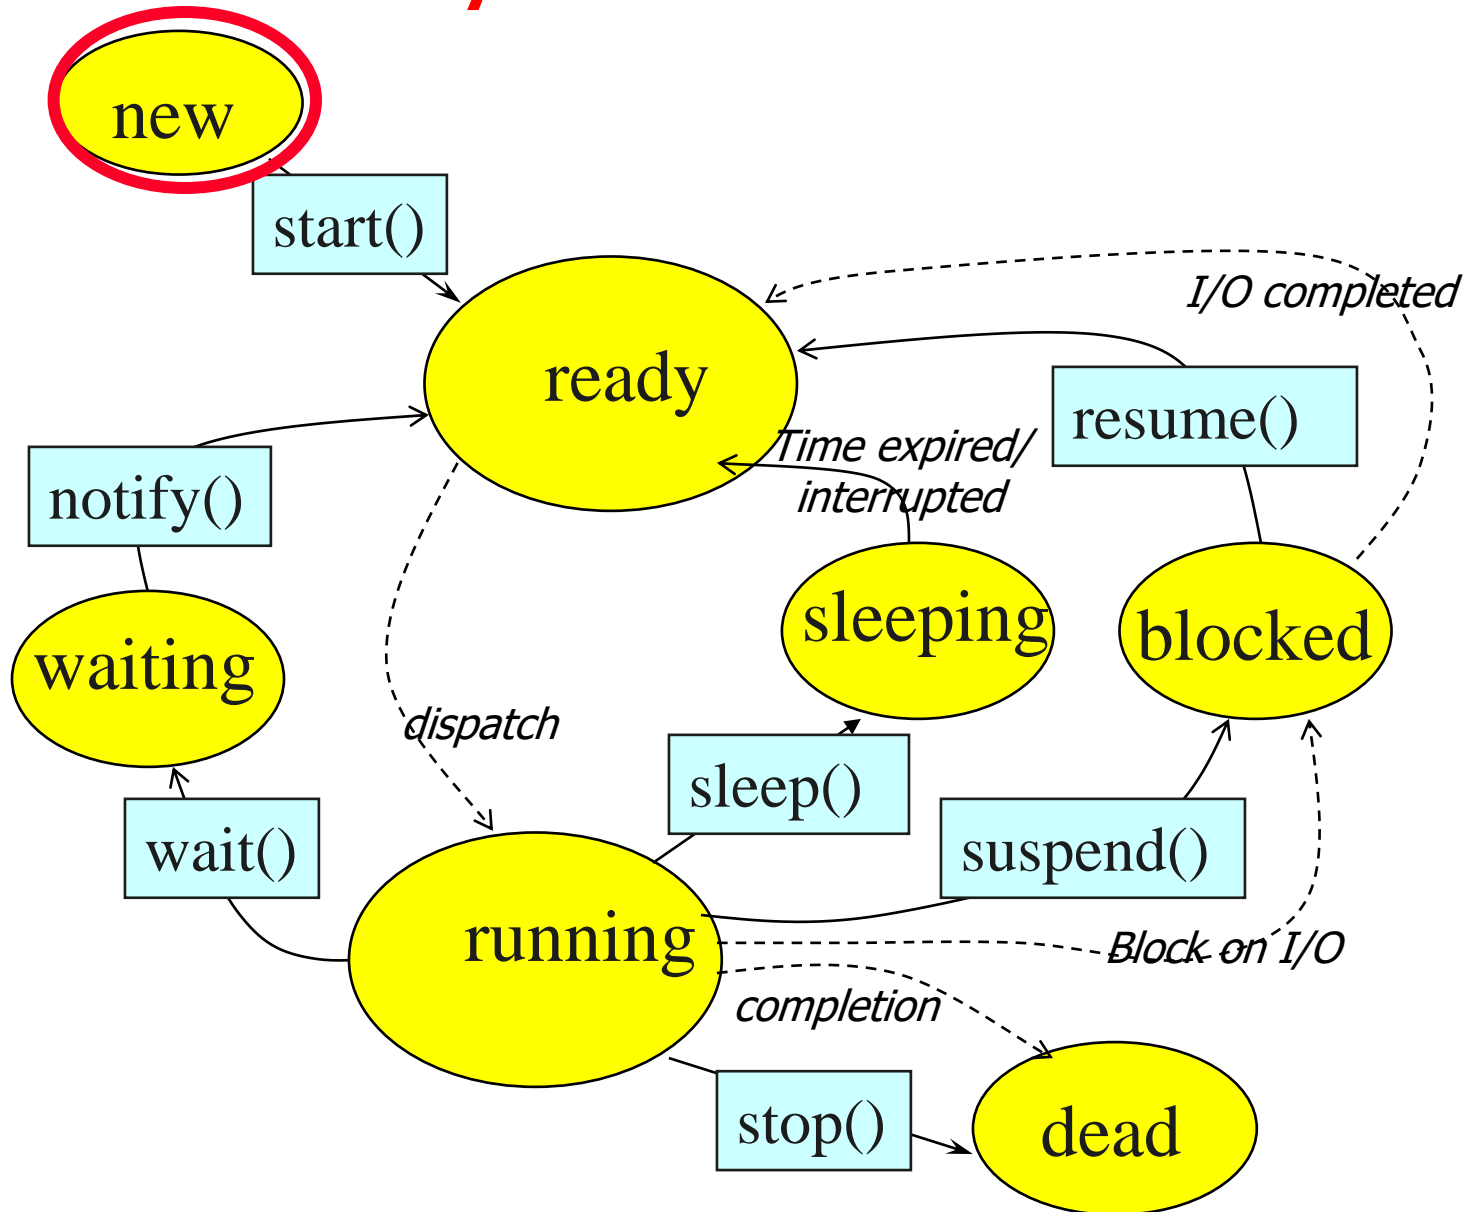 new
start()
I/O completed
ready
resume()
Time expired/
interrupted
notify()
sleeping
blocked
waiting
dispatch
sleep()
wait()
suspend()
running
Block on I/O
completion
stop()
dead